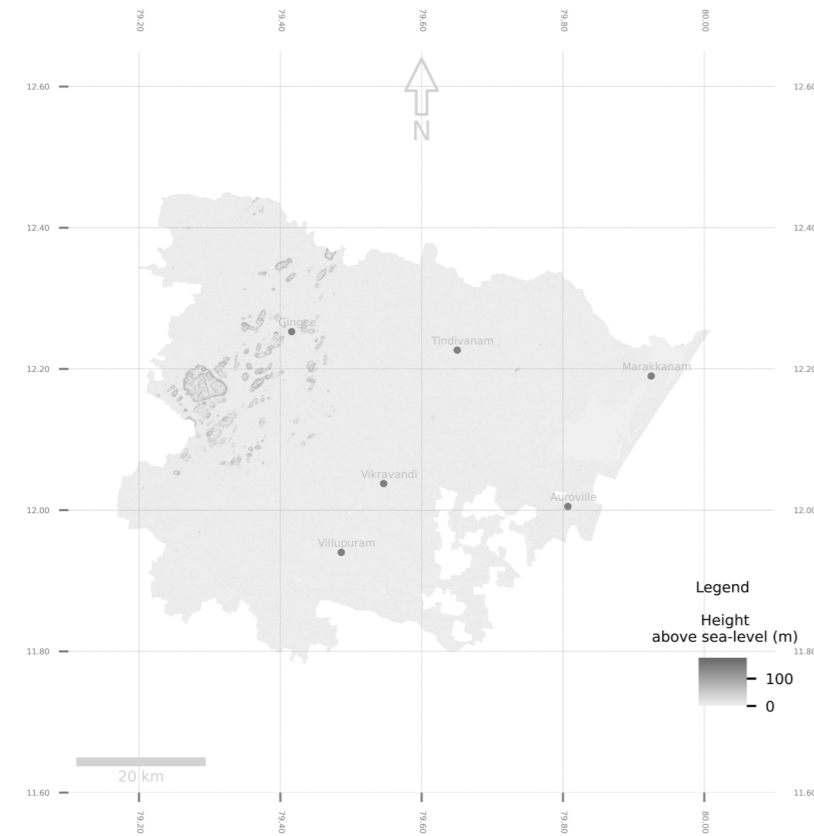 79.20
79.40
79.60
79.80
80.00
12.60
12.60
N
12.40
12.40
Gingee
Tindivanam
12.20
Marakkanam
12.20
Vikravandi
Auroville
12.00
12.00
Villupuram
Legend
Height
above sea-level (m)
11.80
11.80
100
0
20 km
11.60
11.60
79.20
79.40
79.60
79.80
80.00